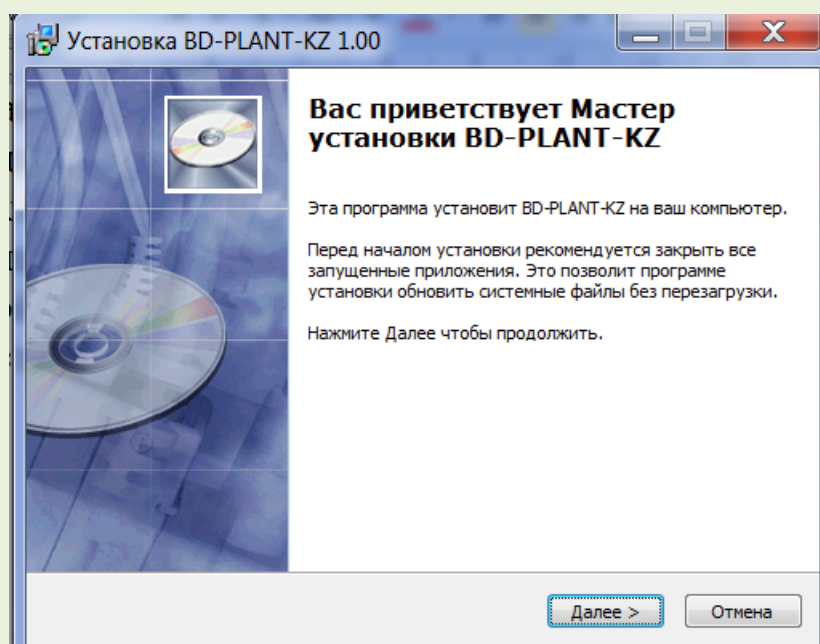 Установка BD-PLANT-KZ 1.00
Вас приветствует Мастер
установки BD-PLANT-KZ
Эта программа установит BD-PLANT-KZ на ваш компьютер.
Перед началом установки рекомендуется закрыть все
запущенные приложения. Это позволит программе
установки обновить системные файлы без перезагрузки.
Нажмите Далее чтобы продолжить.
Далее >
Отмена